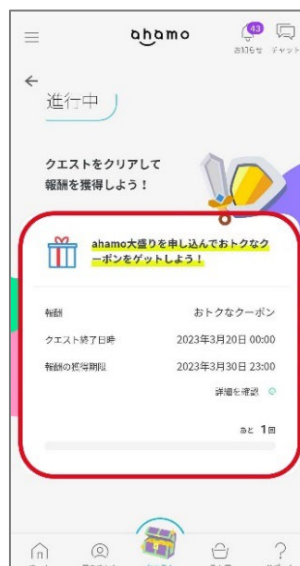 ahamo
43
お知らせ
チャット
進行中
クエストをクリアして
報酬を獲得しよう！
ahamo大盛りを申し込んでおトクなク
ーポンをゲットしよう！
報酬 おトクなクーポン
クエスト終了日時 2023年3月20日 00:00
報酬の獲得期限 2023年3月30日 23:00
詳細を確認
あと 1回